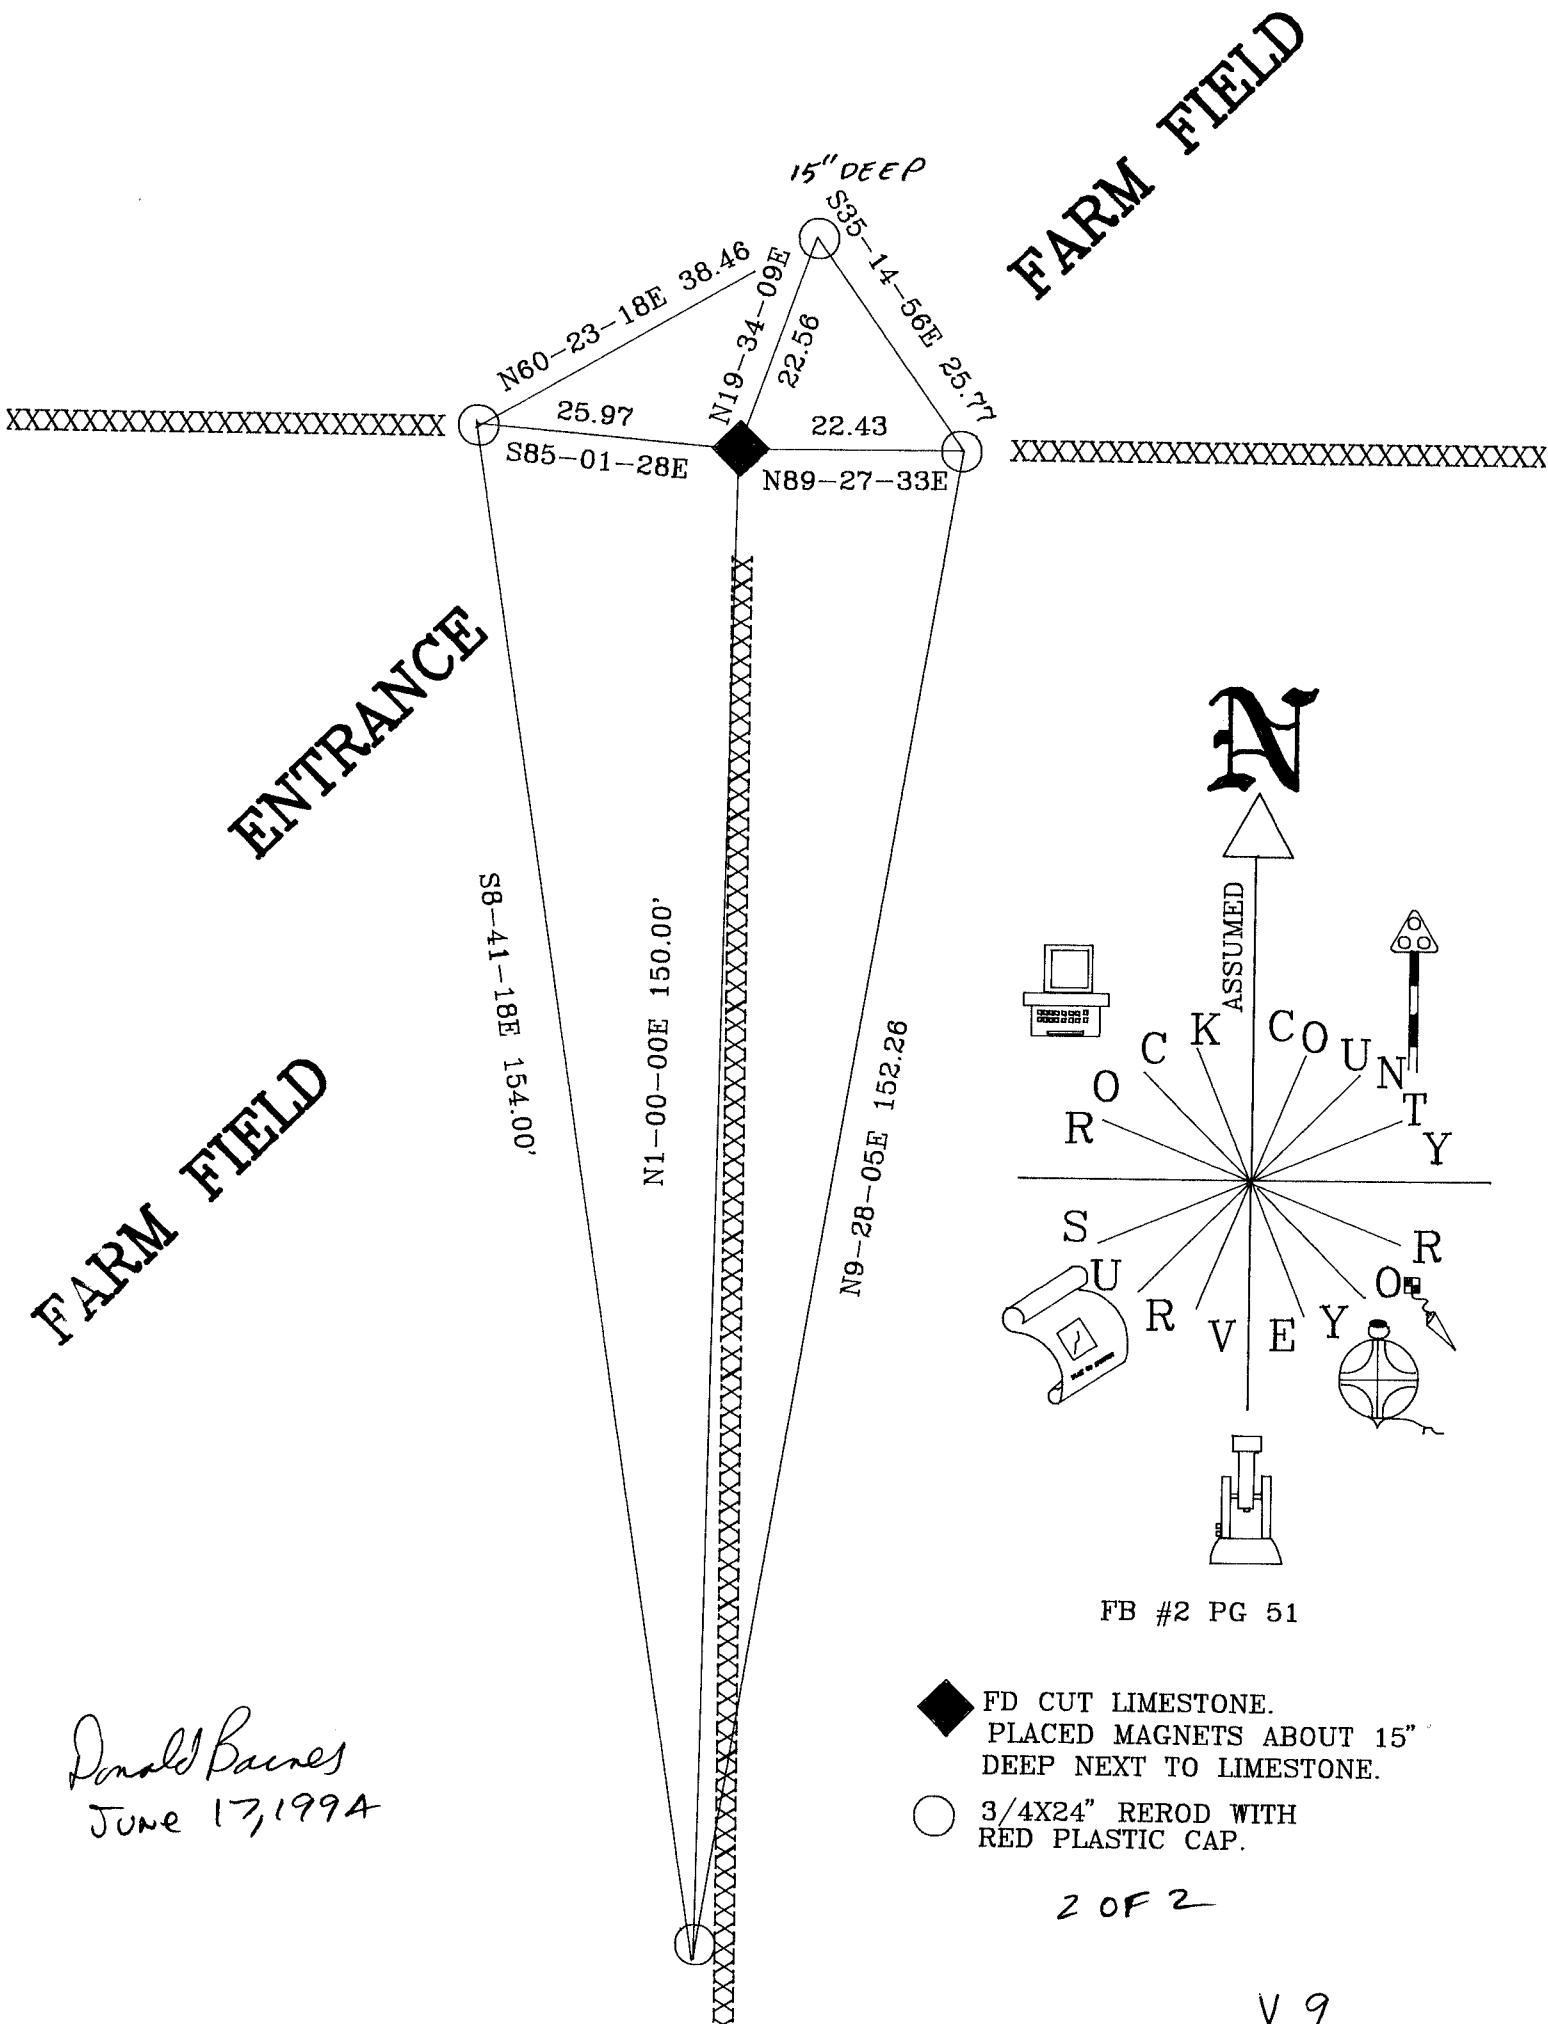 FARM FIELD
15" DEEP
S35-14-56E 25.77
N60-23-18E 38.46
N19-34-09E
22.56
XXXXXXXXXXXXXXXXXXXXXXXX
25.97
22.43
S85-01-28E
N89-27-33E
XXXXXXXXXXXXXXXXXXXXXXXXXXXXX
ENTRANCE
N
ASSUMED
S8-41-18E 154.00'
N1-00-00E 150.00'
N9-28-05E 152.26
FARM FIELD
ROCK COUNTY
SURVEYOR
FB #2 PG 51
FD CUT LIMESTONE.
PLACED MAGNETS ABOUT 15"
DEEP NEXT TO LIMESTONE.
3/4X24" REROD WITH
RED PLASTIC CAP.
Donald Barnes
JUNE 17, 1994
2 OF 2
V 9